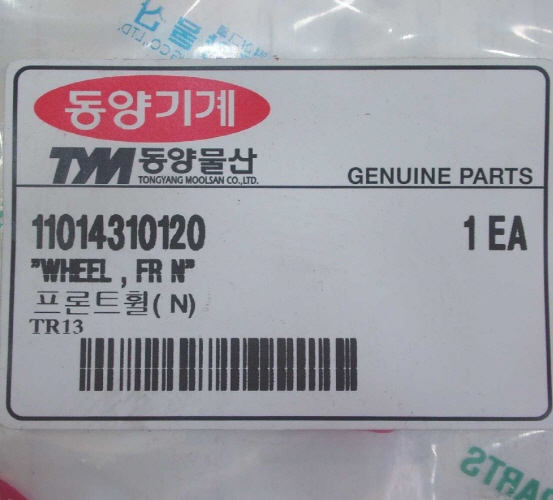 동양기계
TYM 동양물산
TONGYANG MOOLSAN CO.,LTD.
GENUINE PARTS
11014310120
1 EA
"WHEEL , FR N"
프론트휠( N)
TR13
PARTS